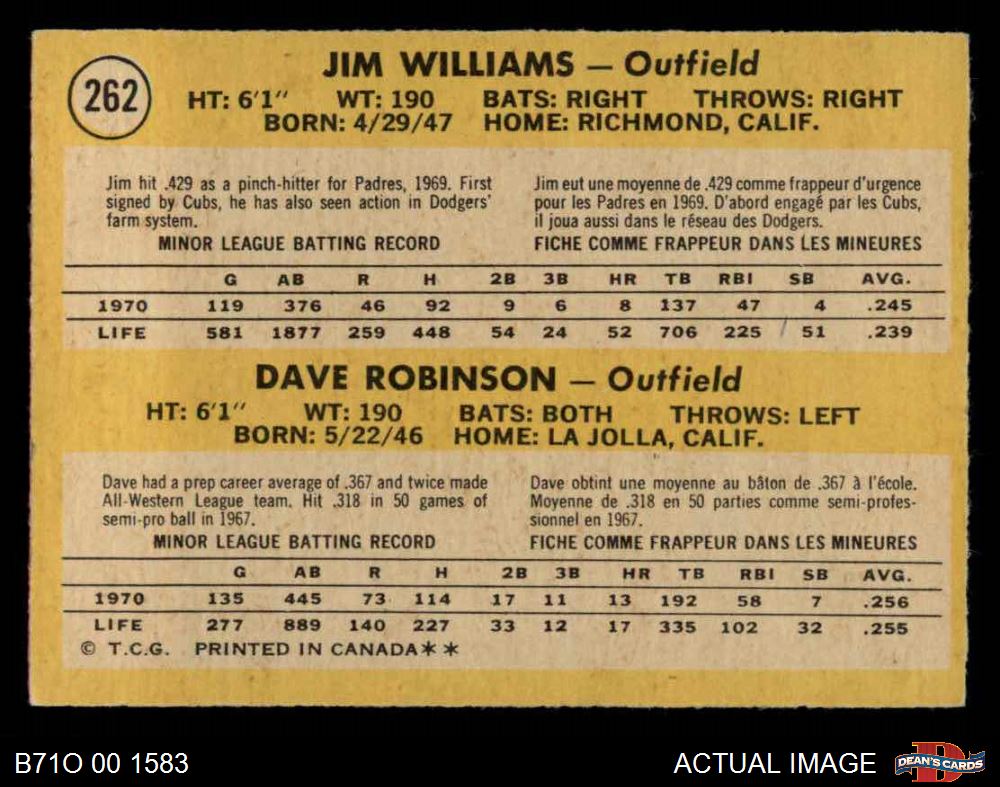 262
JIM WILLIAMS — Outfield
HT: 6'1" WT: 190 BATS: RIGHT THROWS: RIGHT
BORN: 4/29/47 HOME: RICHMOND, CALIF.
Jim hit .429 as a pinch-hitter for Padres, 1969. First
signed by Cubs, he has also seen action in Dodgers'
farm system.
Jim eut une moyenne de .429 comme frappeur d'urgence
pour les Padres en 1969. D'abord engagé par les Cubs,
il joua aussi dans le réseau des Dodgers.
MINOR LEAGUE BATTING RECORD FICHE COMME FRAPPEUR DANS LES MINEURES
G AB R H 2B 3B HR TB RBI SB AVG.
1970 119 376 46 92 9 6 8 137 47 4 .245
LIFE 581 1877 259 448 54 24 52 706 225 51 .239
DAVE ROBINSON — Outfield
HT: 6'1" WT: 190 BATS: BOTH THROWS: LEFT
BORN: 5/22/46 HOME: LA JOLLA, CALIF.
Dave had a prep career average of .367 and twice made
All-Western League team. Hit .318 in 50 games of
semi-pro ball in 1967.
Dave obtint une moyenne au bâton de .367 à l'école.
Moyenne de .318 en 50 parties comme semi-profes-
sionnel en 1967.
MINOR LEAGUE BATTING RECORD FICHE COMME FRAPPEUR DANS LES MINEURES
G AB R H 2B 3B HR TB RBI SB AVG.
1970 135 445 73 114 17 11 13 192 58 7 .256
LIFE 277 889 140 227 33 12 17 335 102 32 .255
© T.C.G. PRINTED IN CANADA**
B71O 00 1583 ACTUAL IMAGE DEAN'S CARDS